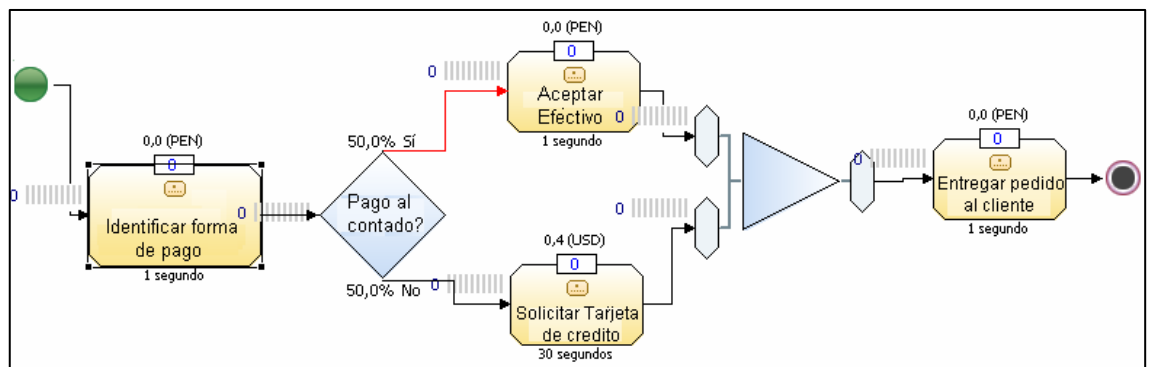 0
0,0 (PEN)
0
Identificar forma
de pago
1 segundo
0
50,0% Sí
Pago al
contado?
50,0% No
0
0,0 (PEN)
0
Aceptar
Efectivo
1 segundo
0
0
0,4 (USD)
0
Solicitar Tarjeta
de credito
30 segundos
0
0
0,0 (PEN)
0
Entregar pedido
al cliente
1 segundo